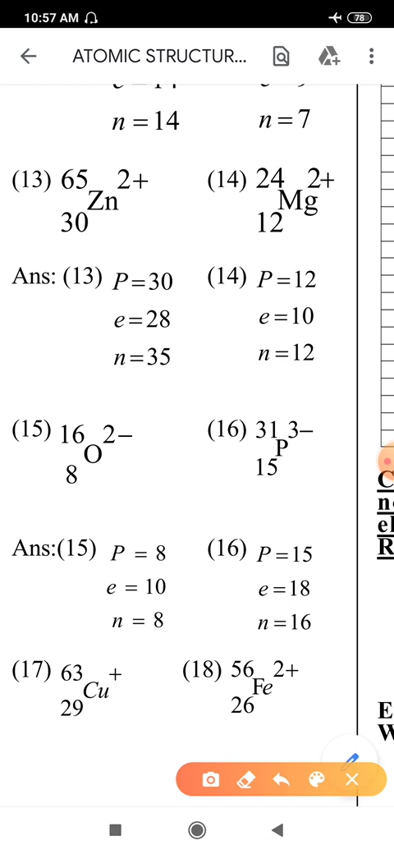 10:57 AM 78
ATOMIC STRUCTUR...
n = 14 n = 7
(13) 65 Zn 2+ 30 (14) 24 Mg 2+ 12
Ans: (13) P=30 (14) P=12
e=28 e=10
n=35 n=12
(15) 16 O 2− 8 (16) 31 P 3− 15
Ans:(15) P = 8 (16) P=15
e = 10 e=18
n = 8 n=16
(17) 63 Cu + 29 (18) 56 Fe 2+ 26
C
n
el
R
E
W